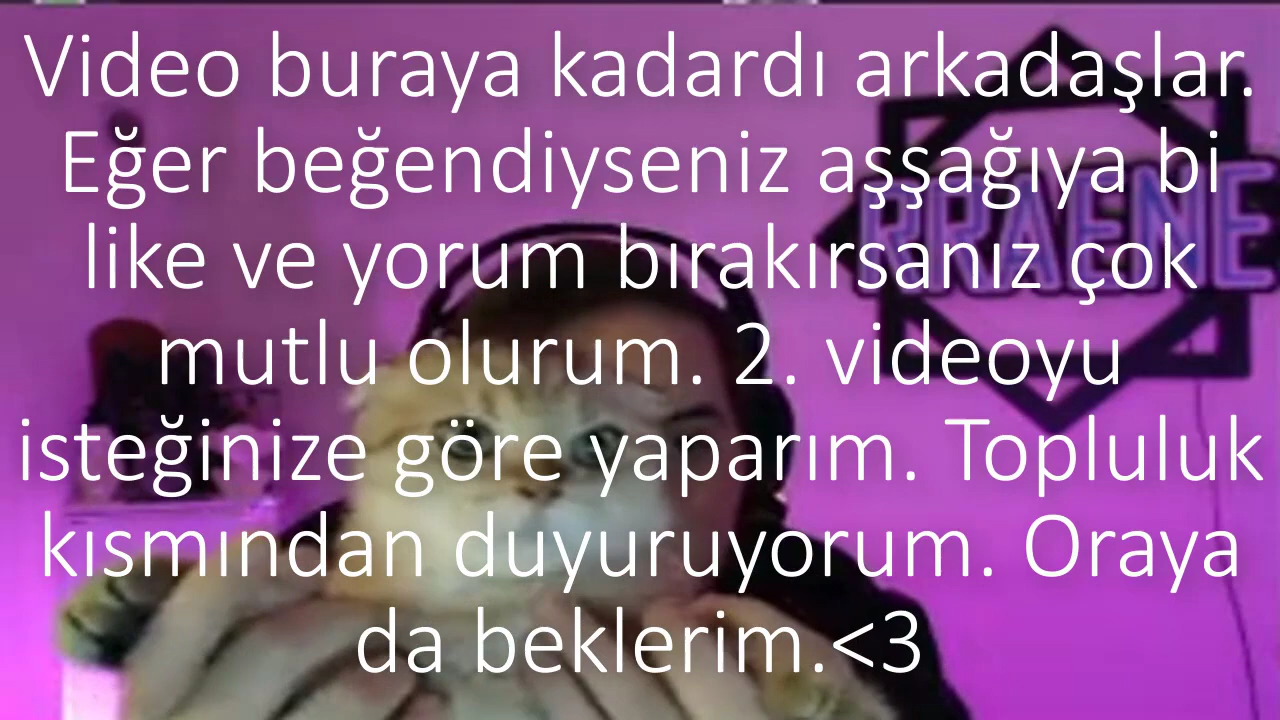 Video buraya kadardı arkadaşlar.
Eğer beğendiyseniz aşşağıya bi
like ve yorum bırakırsanız çok
mutlu olurum. 2. videoyu
isteğinize göre yaparım. Topluluk
kısmından duyuruyorum. Oraya
da beklerim.<3